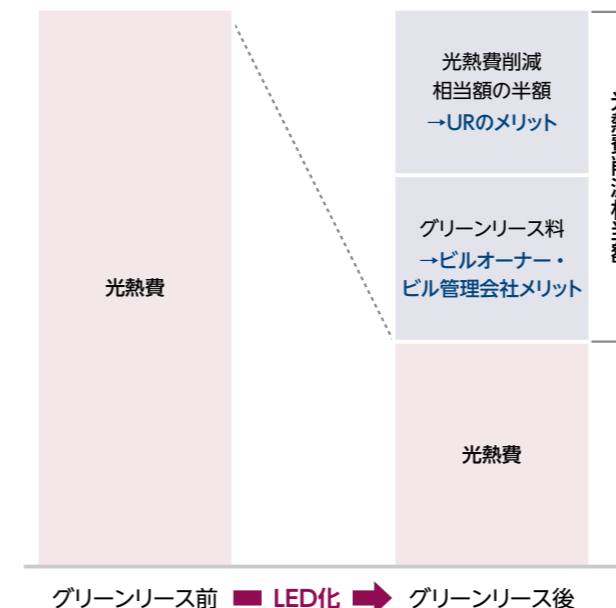 光熱費
光熱費削減
相当額の半額
→URのメリット
グリーンリース料
→ビルオーナー・
ビル管理会社メリット
光熱費
グリーンリース前
LED化
グリーンリース後